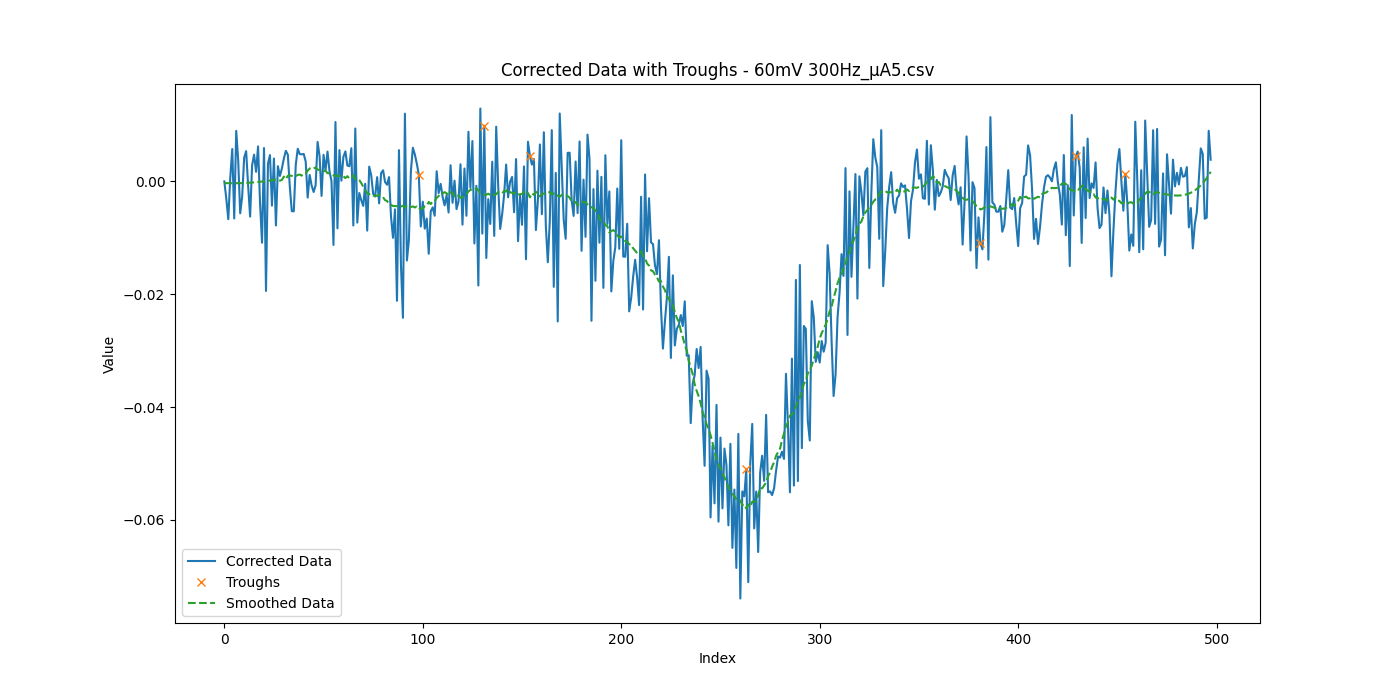 Corrected Data with Troughs - 60mV 300Hz_µA5.csv
Value
0.00
−0.02
−0.04
−0.06
Corrected Data
Troughs
Smoothed Data
0 100 200 300 400 500
Index